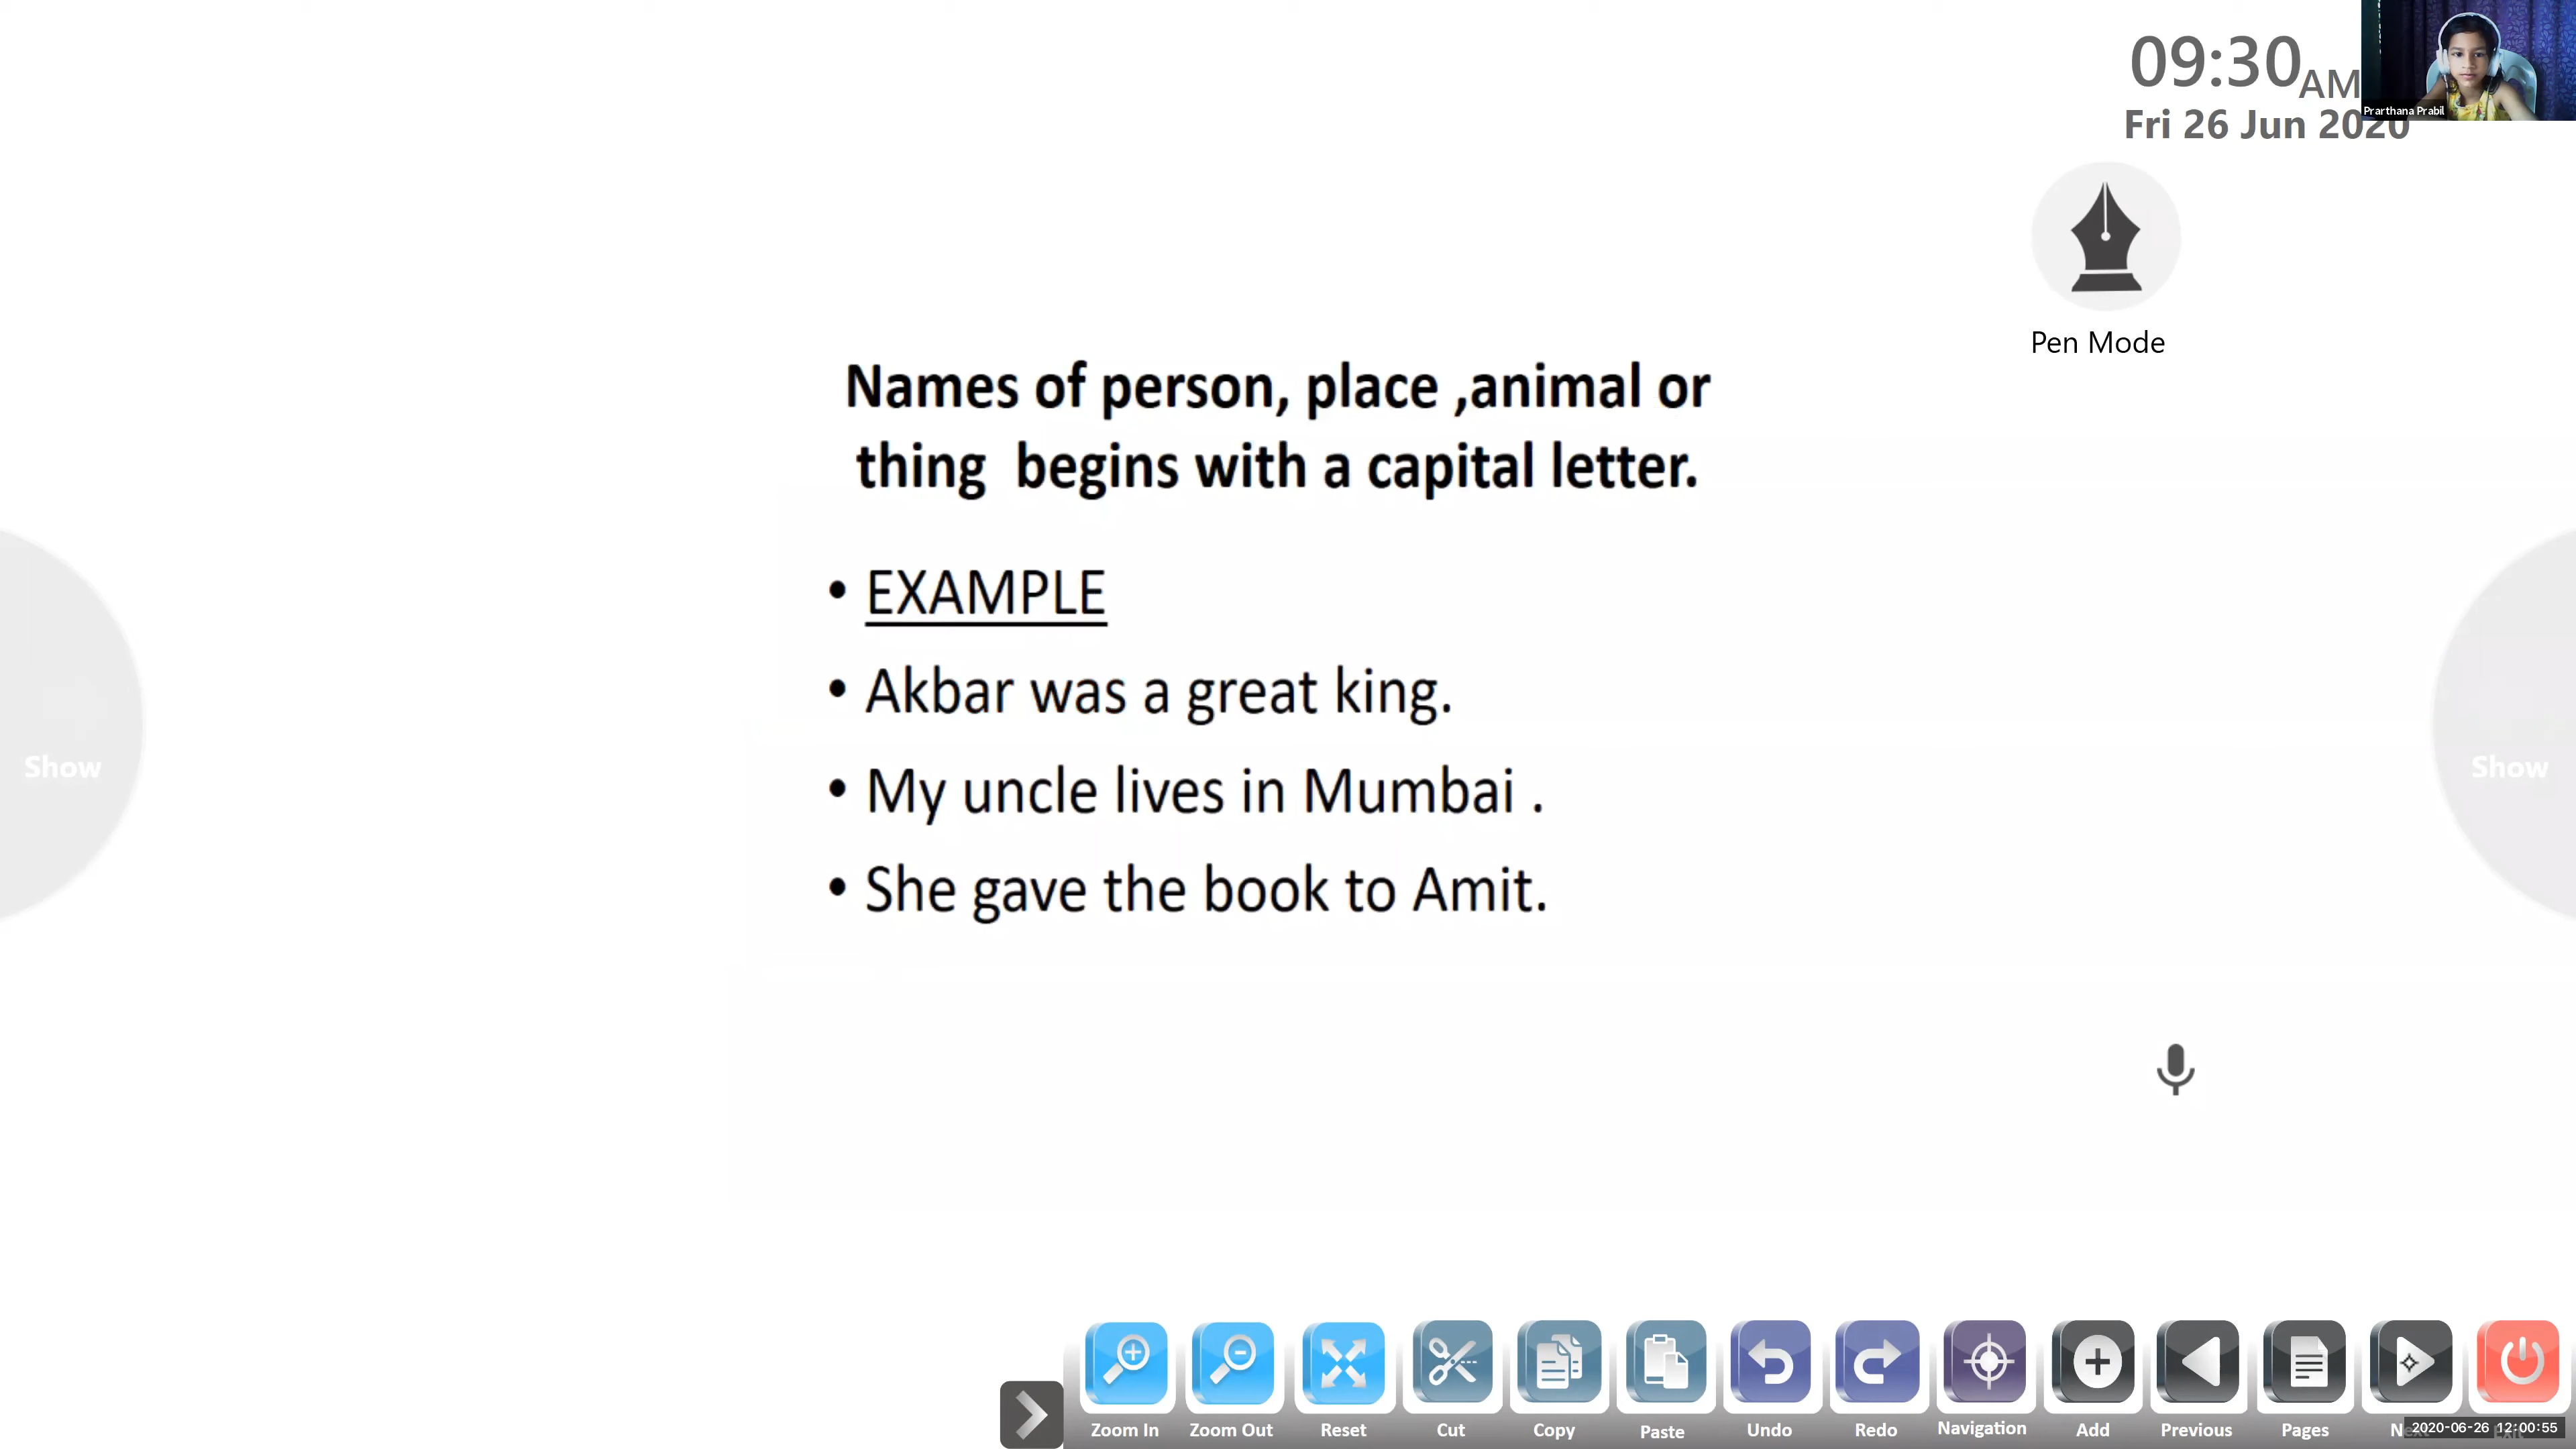 09:30 AM
Prarthana Prabil
Fri 26 Jun 2020
Pen Mode
Names of person, place ,animal or
thing begins with a capital letter.
• EXAMPLE
• Akbar was a great king.
• My uncle lives in Mumbai .
• She gave the book to Amit.
Show
Show
Zoom In Zoom Out Reset Cut Copy Paste Undo Redo Navigation Add Previous Pages
2020-06-26 12:00:55